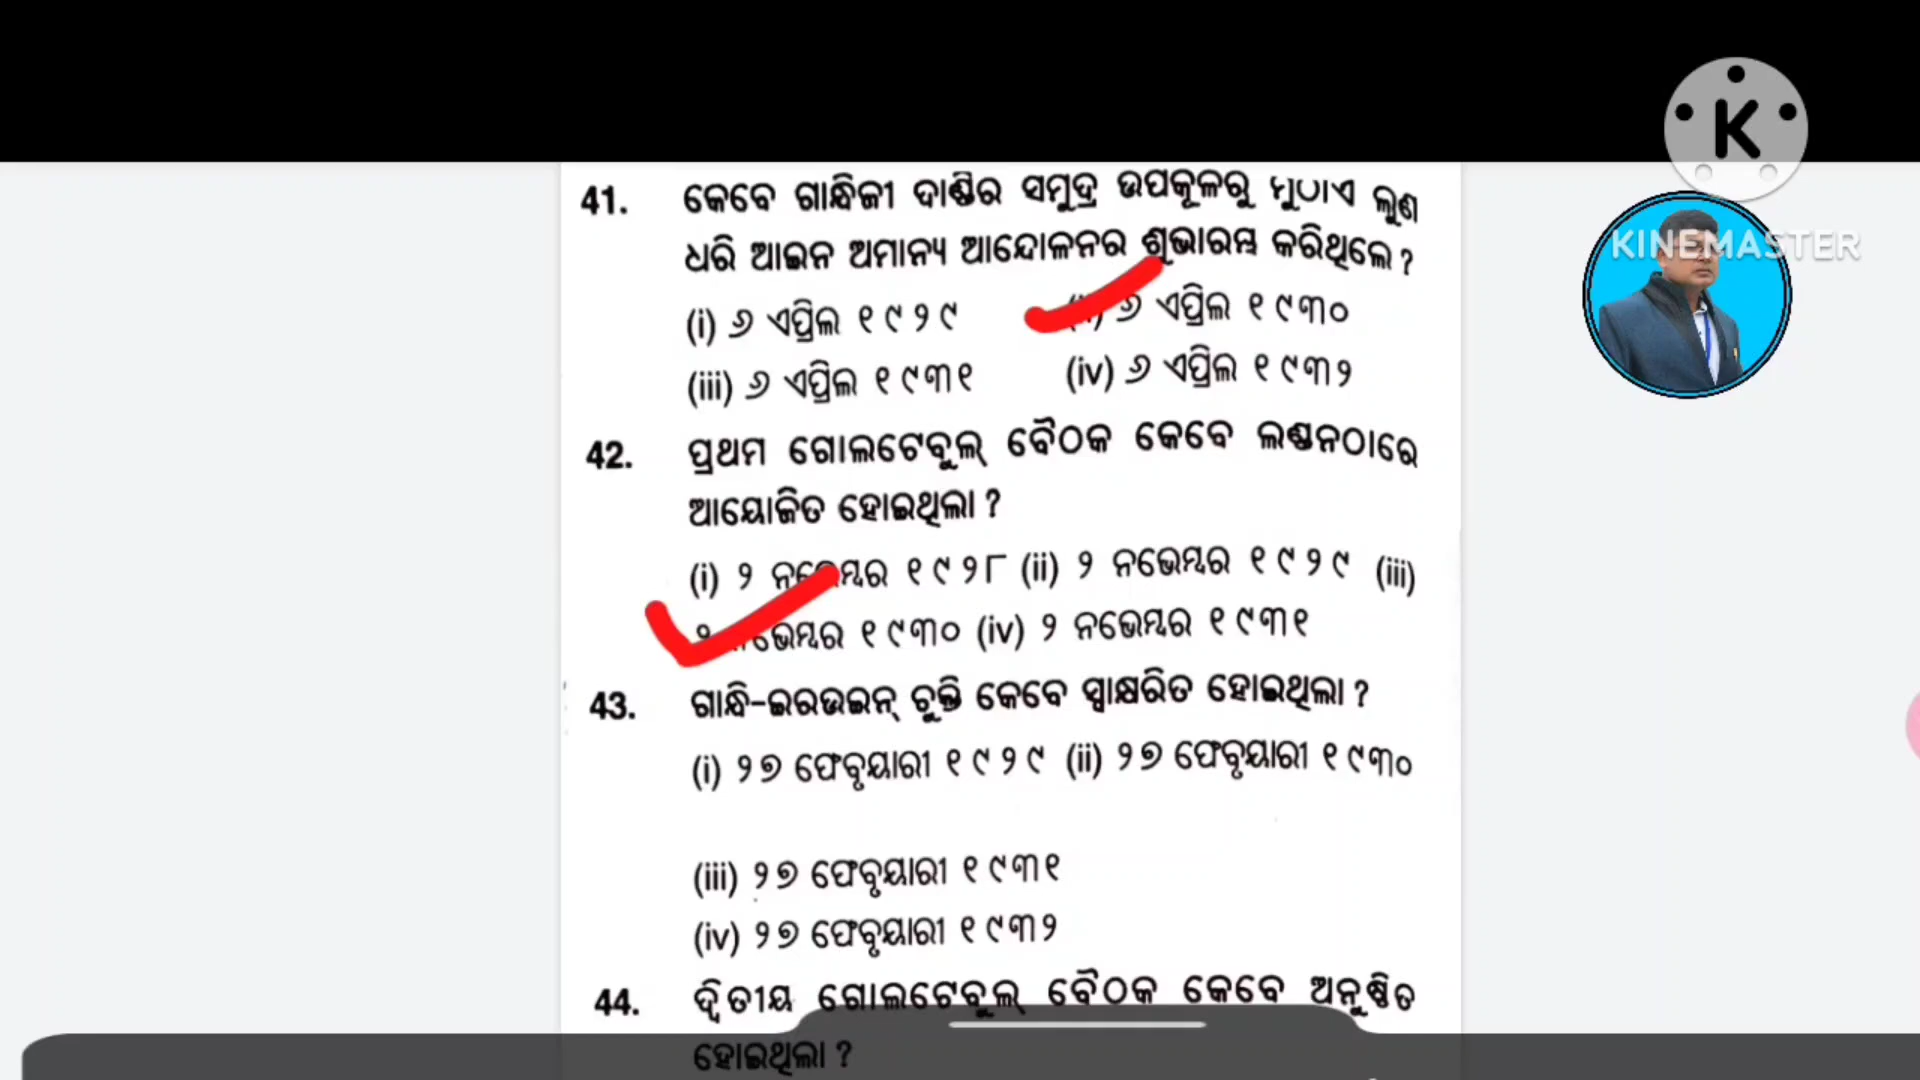 K
KINEMASTER
41. କେବେ ଗାନ୍ଧିଜୀ ଦାଣ୍ଡିର ସମୁଦ୍ର ଉପକୂଳରୁ ମୁଠାଏ ଲୁଣ
ଧରି ଆଇନ ଅମାନ୍ୟ ଆନ୍ଦୋଳନର ଶୁଭାରମ୍ଭ କରିଥିଲେ ?
(i) ୬ ଏପ୍ରିଲ ୧୯୨୯ ୬ ଏପ୍ରିଲ ୧୯୩୦
(iii) ୬ ଏପ୍ରିଲ ୧୯୩୧ (iv) ୬ ଏପ୍ରିଲ ୧୯୩୨
42. ପ୍ରଥମ ଗୋଲଟେବୁଲ୍ ବୈଠକ କେବେ ଲଣ୍ଡନଠାରେ
ଆୟୋଜିତ ହୋଇଥିଲା ?
(i) ୨ ନଭେମ୍ବର ୧୯୨୮ (ii) ୨ ନଭେମ୍ବର ୧୯୨୯ (iii)
୨ ନଭେମ୍ବର ୧୯୩୦ (iv) ୨ ନଭେମ୍ବର ୧୯୩୧
43. ଗାନ୍ଧି-ଇରଉଇନ୍ ଚୁକ୍ତି କେବେ ସ୍ୱାକ୍ଷରିତ ହୋଇଥିଲା ?
(i) ୨୭ ଫେବୃୟାରୀ ୧୯୨୯ (ii) ୨୭ ଫେବୃୟାରୀ ୧୯୩୦
(iii) ୨୭ ଫେବୃୟାରୀ ୧୯୩୧
(iv) ୨୭ ଫେବୃୟାରୀ ୧୯୩୨
44. ଦ୍ୱିତୀୟ ଗୋଲଟେବୁଲ୍ ବୈଠକ କେବେ ଅନୁଷ୍ଠିତ
ହୋଇଥିଲା ?